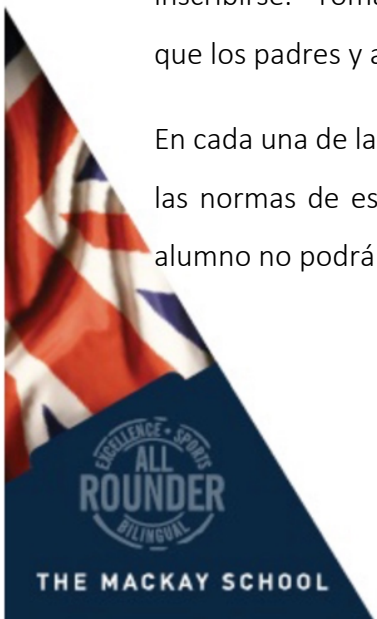 que los padres y a
En cada una de la
las normas de es
alumno no podrá
EXCELLENCE • SPORTS
ALL
ROUNDER
BILINGUAL
THE MACKAY SCHOOL